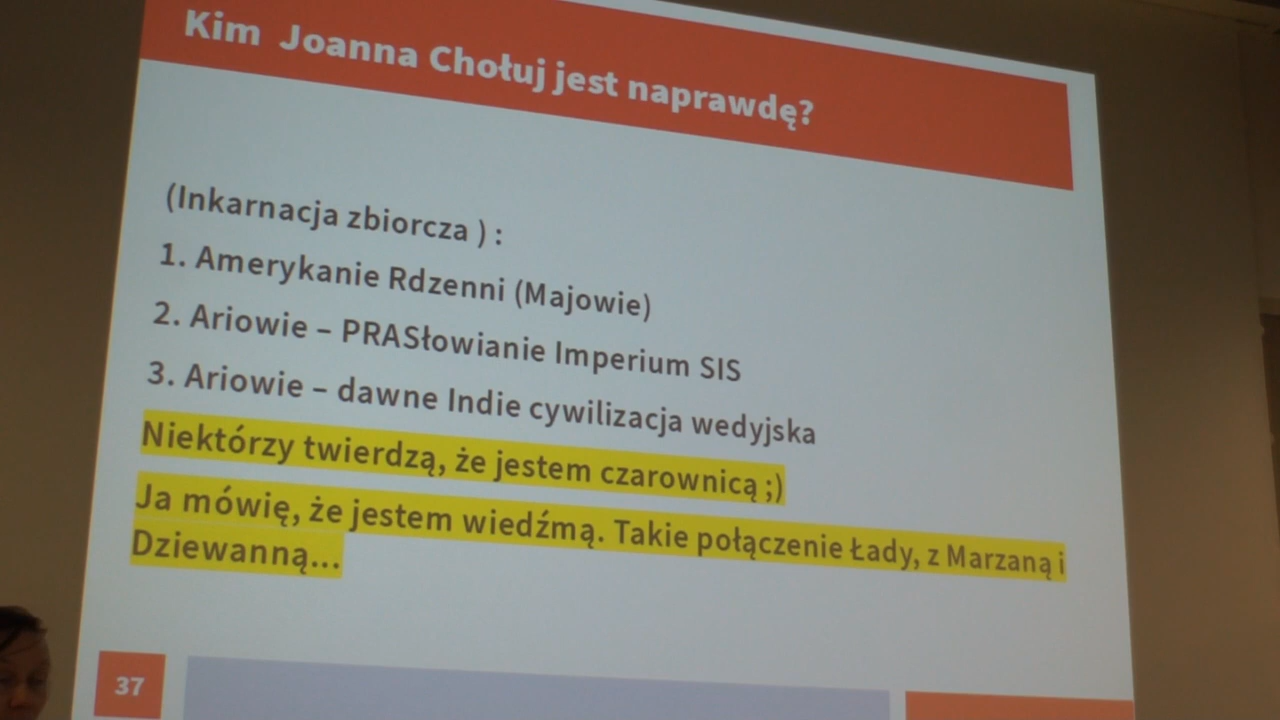 Kim Joanna Chołuj jest naprawdę?
(Inkarnacja zbiorcza ) :
1. Amerykanie Rdzenni (Majowie)
2. Ariowie – PRASłowianie Imperium SIS
3. Ariowie – dawne Indie cywilizacja wedyjska
Niektórzy twierdzą, że jestem czarownicą ;)
Ja mówię, że jestem wiedźmą. Takie połączenie Łady, z Marzaną i
Dziewanną...
37